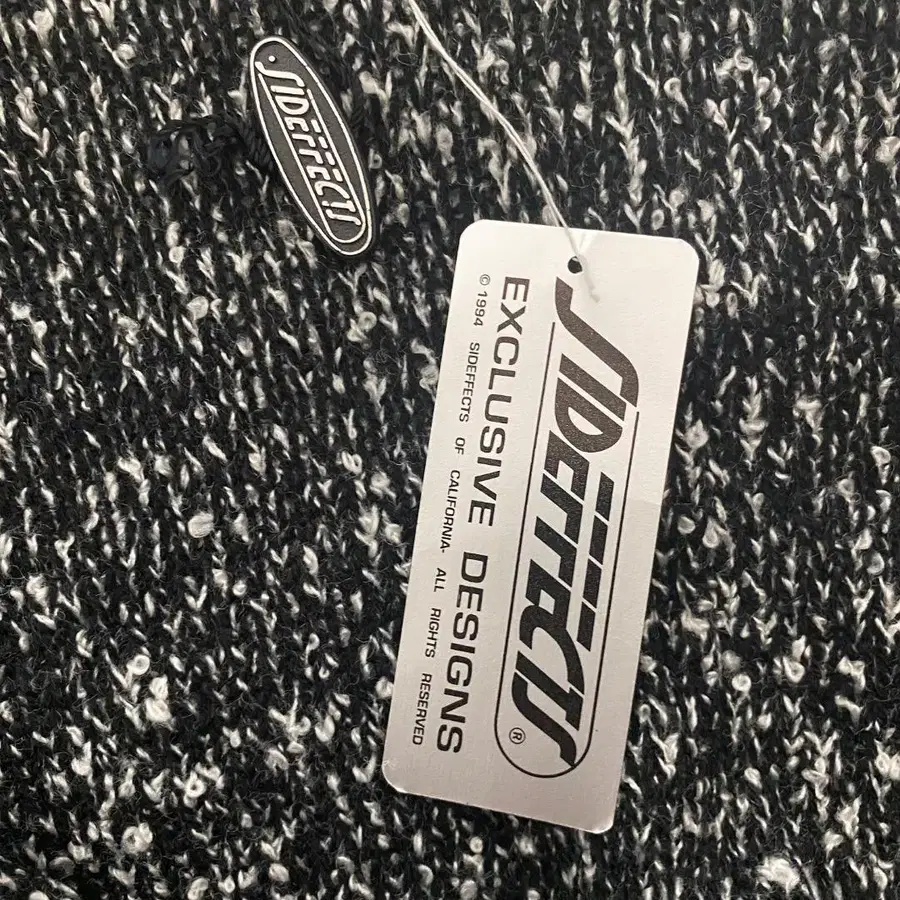 SIDEFFECTS
SIDEFFECTS®
EXCLUSIVE DESIGNS
© 1994 SIDEFFECTS OF CALIFORNIA- ALL RIGHTS RESERVED